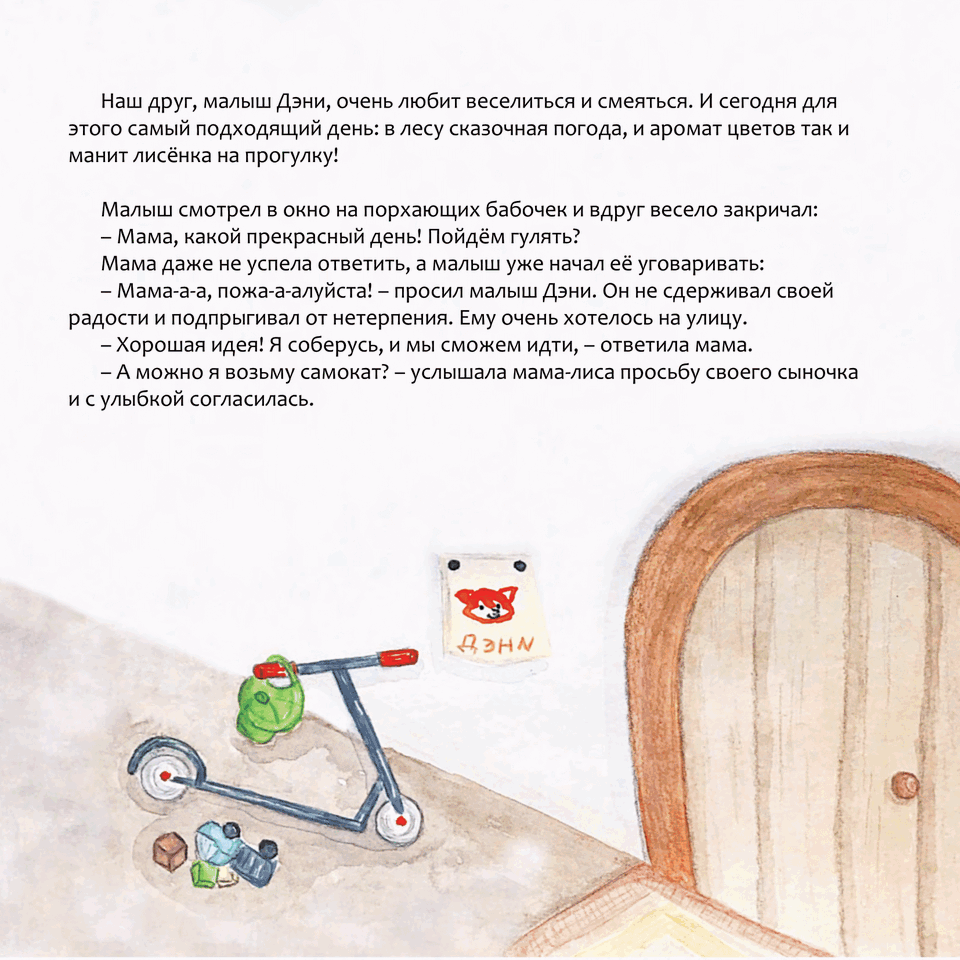 Наш друг, малыш Дэни, очень любит веселиться и смеяться. И сегодня для
этого самый подходящий день: в лесу сказочная погода, и аромат цветов так и
манит лисёнка на прогулку!
Малыш смотрел в окно на порхающих бабочек и вдруг весело закричал:
– Мама, какой прекрасный день! Пойдём гулять?
Мама даже не успела ответить, а малыш уже начал её уговаривать:
– Мама-а-а, пожа-а-алуйста! – просил малыш Дэни. Он не сдерживал своей
радости и подпрыгивал от нетерпения. Ему очень хотелось на улицу.
– Хорошая идея! Я соберусь, и мы сможем идти, – ответила мама.
– А можно я возьму самокат? – услышала мама-лиса просьбу своего сыночка
и с улыбкой согласилась.
ДЭНИ